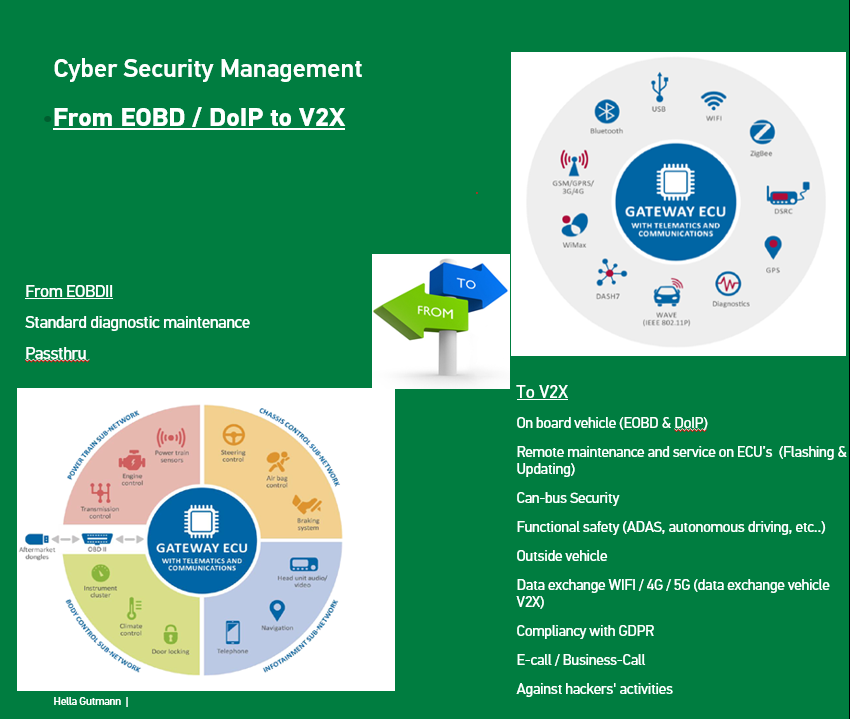 Cyber Security Management
From EOBD / DoIP to V2X
From EOBDII
Standard diagnostic maintenance
Passthru
TO
FROM
USB
WIFI
Bluetooth
ZigBee
GSM/GPRS/
3G/4G
DSRC
GATEWAY ECU
WITH TELEMATICS AND
COMMUNICATIONS
WiMax
GPS
DASH7
Diagnostics
WAVE
(IEEE 802.11P)
POWER TRAIN SUB-NETWORK
CHASSIS CONTROL SUB-NETWORK
Power train
sensors
Steering
control
Engine
control
Air bag
control
Transmission
control
Braking
system
Aftermarket
dongles
OBD II
GATEWAY ECU
WITH TELEMATICS AND
COMMUNICATIONS
Instrument
cluster
Head unit audio/
video
Climate
control
Navigation
Door locking
Telephone
BODY CONTROL SUB-NETWORK
INFOTAINMENT SUB-NETWORK
To V2X
On board vehicle (EOBD & DoIP)
Remote maintenance and service on ECU's (Flashing &
Updating)
Can-bus Security
Functional safety (ADAS, autonomous driving, etc..)
Outside vehicle
Data exchange WIFI / 4G / 5G (data exchange vehicle
V2X)
Compliancy with GDPR
E-call / Business-Call
Against hackers' activities
Hella Gutmann |